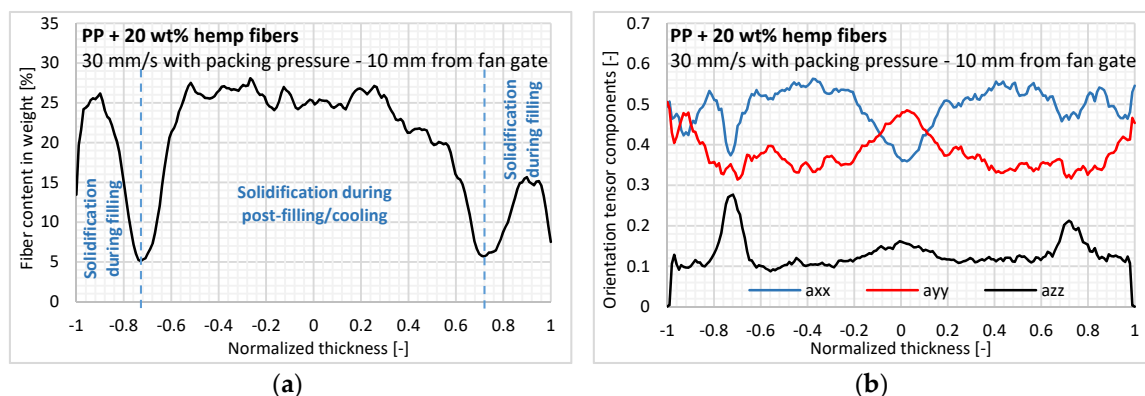 PP + 20 wt% hemp fibers
30 mm/s with packing pressure - 10 mm from fan gate
Fiber content in weight [%]
35
30
25
20
15
10
5
0
Solidification during filling
Solidification during post-filling/cooling
Solidification during filling
-1 -0.8 -0.6 -0.4 -0.2 0 0.2 0.4 0.6 0.8 1
Normalized thickness [-]
(a)
PP + 20 wt% hemp fibers
30 mm/s with packing pressure - 10 mm from fan gate
Orientation tensor components [-]
0.7
0.6
0.5
0.4
0.3
0.2
0.1
0
axx ayy azz
-1 -0.8 -0.6 -0.4 -0.2 0 0.2 0.4 0.6 0.8 1
Normalized thickness [-]
(b)